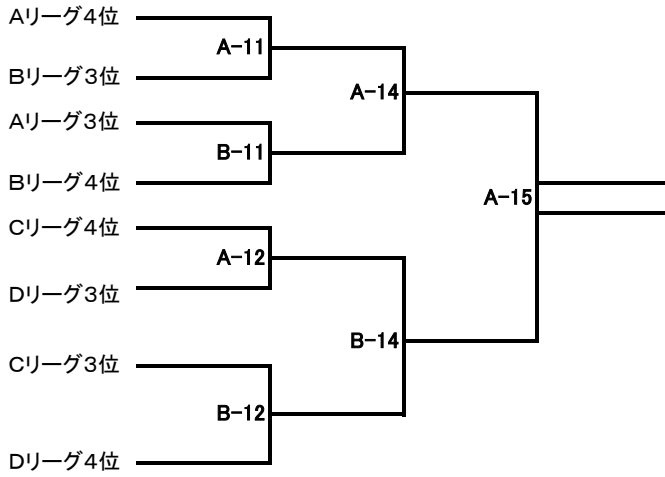 Aリーグ4位
A-11
Bリーグ3位
A-14
Aリーグ3位
B-11
Bリーグ4位
A-15
Cリーグ4位
A-12
Dリーグ3位
B-14
Cリーグ3位
B-12
Dリーグ4位